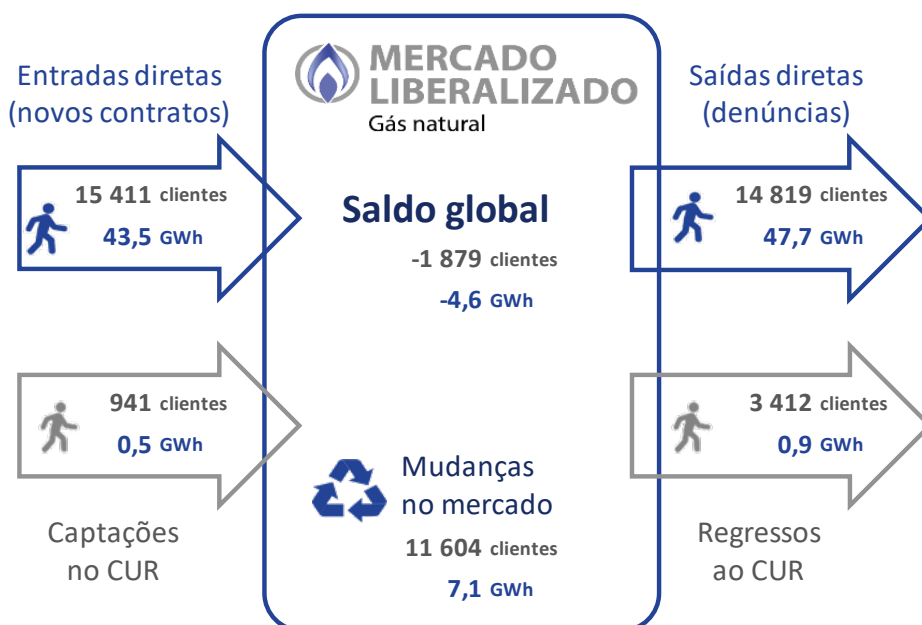 Entradas diretas
(novos contratos)
15 411 clientes
43,5 GWh
941 clientes
0,5 GWh
Captações
no CUR
MERCADO
LIBERALIZADO
Gás natural
Saldo global
-1 879 clientes
-4,6 GWh
Mudanças
no mercado
11 604 clientes
7,1 GWh
Saídas diretas
(denúncias)
14 819 clientes
47,7 GWh
3 412 clientes
0,9 GWh
Regressos
ao CUR